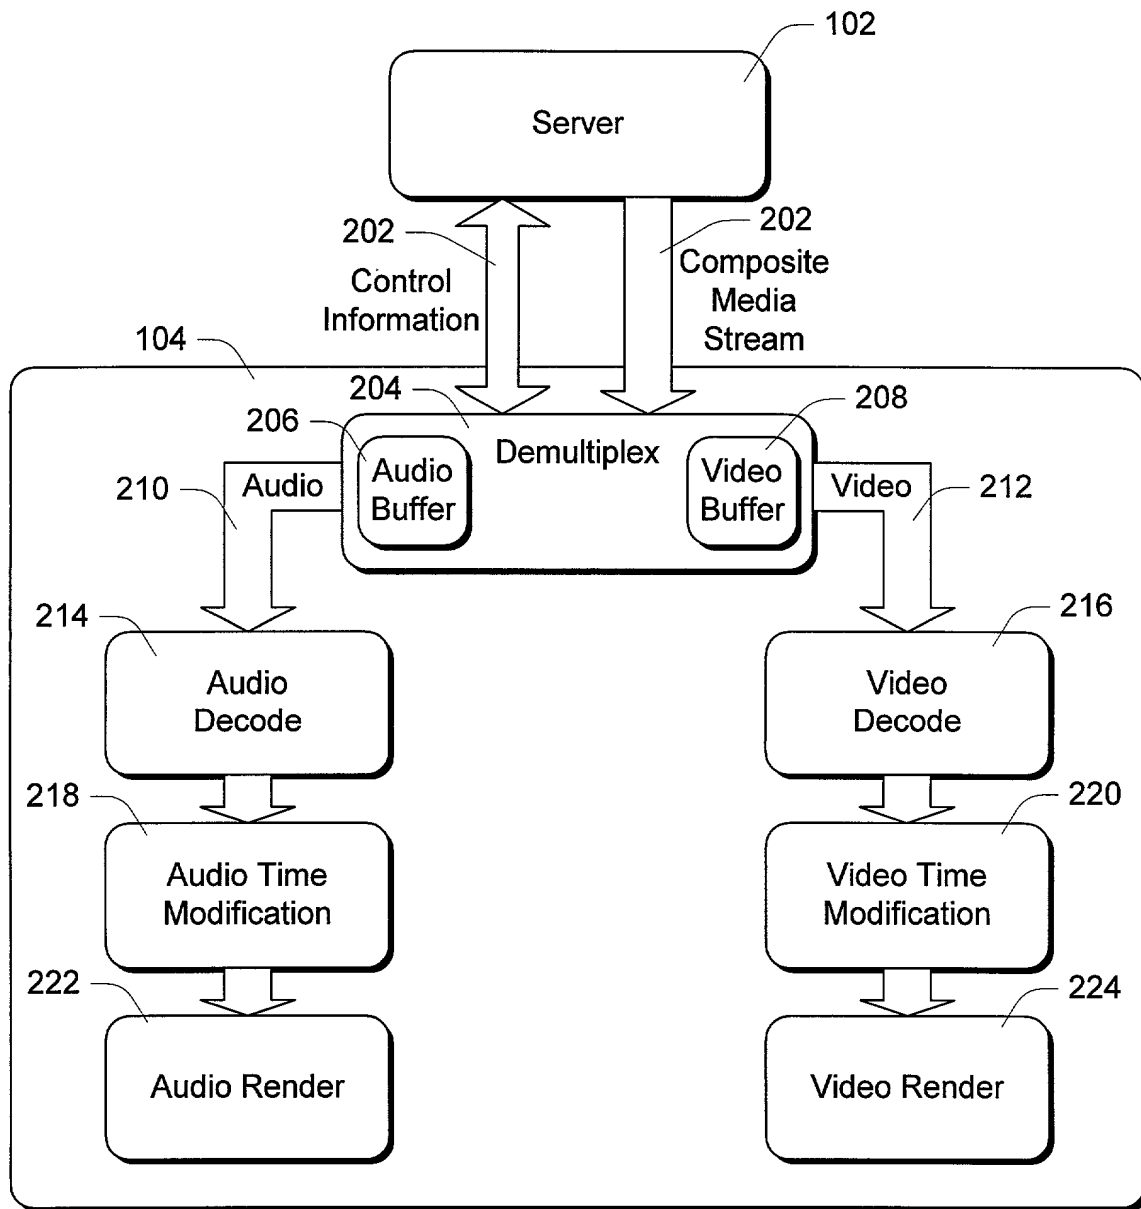 102
Server
202
Control
Information
202
Composite
Media
Stream
104
204
206
208
Demultiplex
Audio
Buffer
Video
Buffer
210
Audio
Video
212
214
Audio
Decode
216
Video
Decode
218
Audio Time
Modification
220
Video Time
Modification
222
Audio Render
224
Video Render